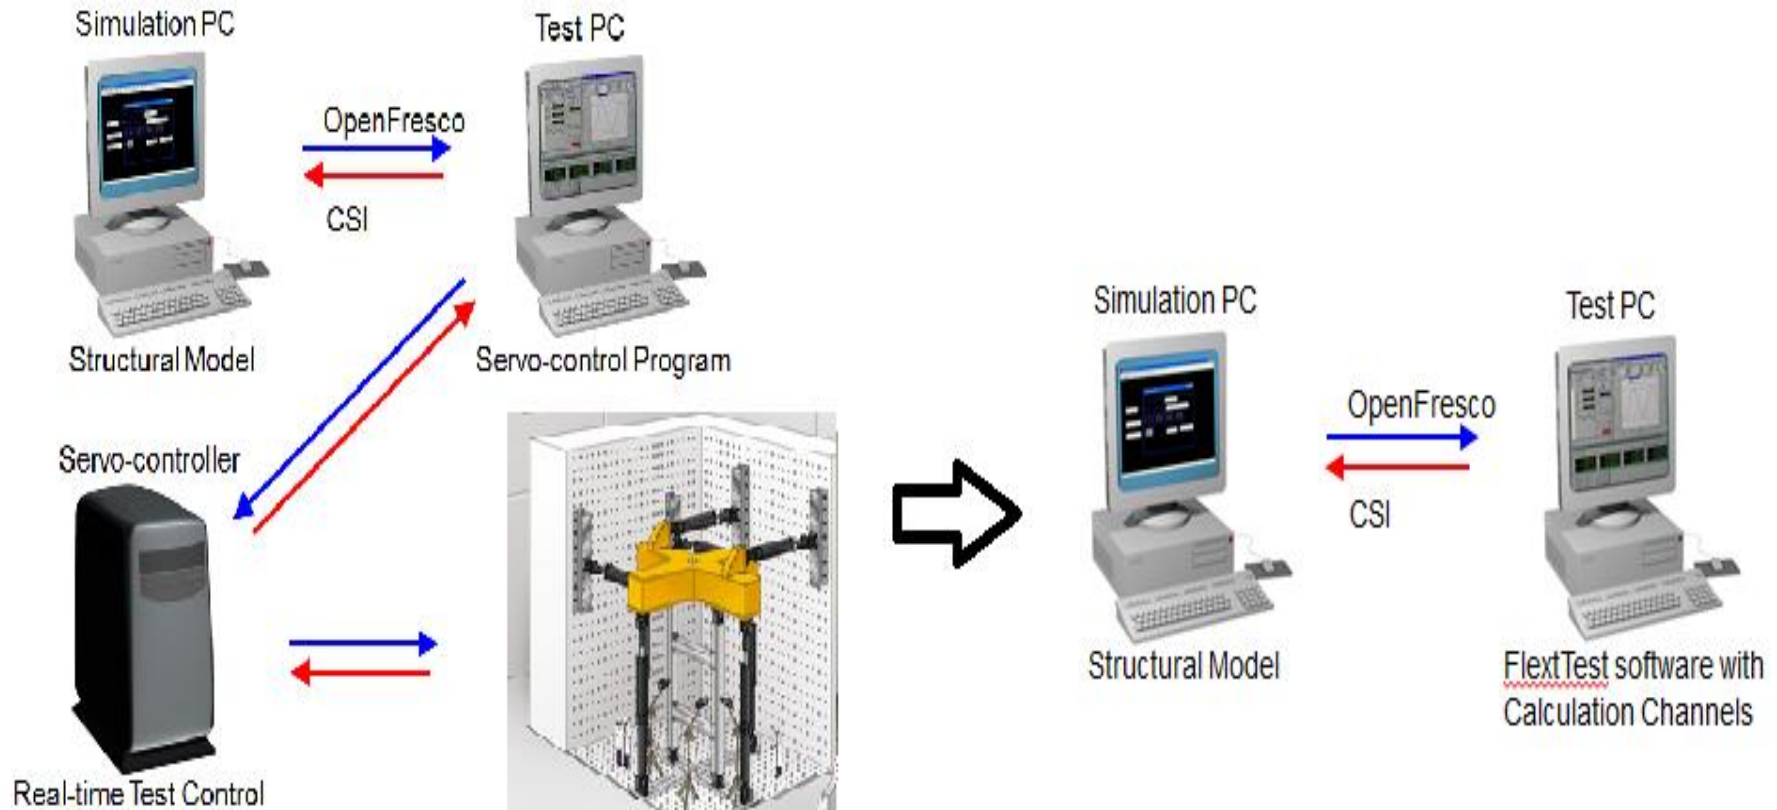 Simulation PC
Test PC
OpenFresco
CSI
Structural Model
Servo-control Program
Servo-controller
Real-time Test Control
Simulation PC
Test PC
OpenFresco
CSI
Structural Model
FlextTest software with
Calculation Channels